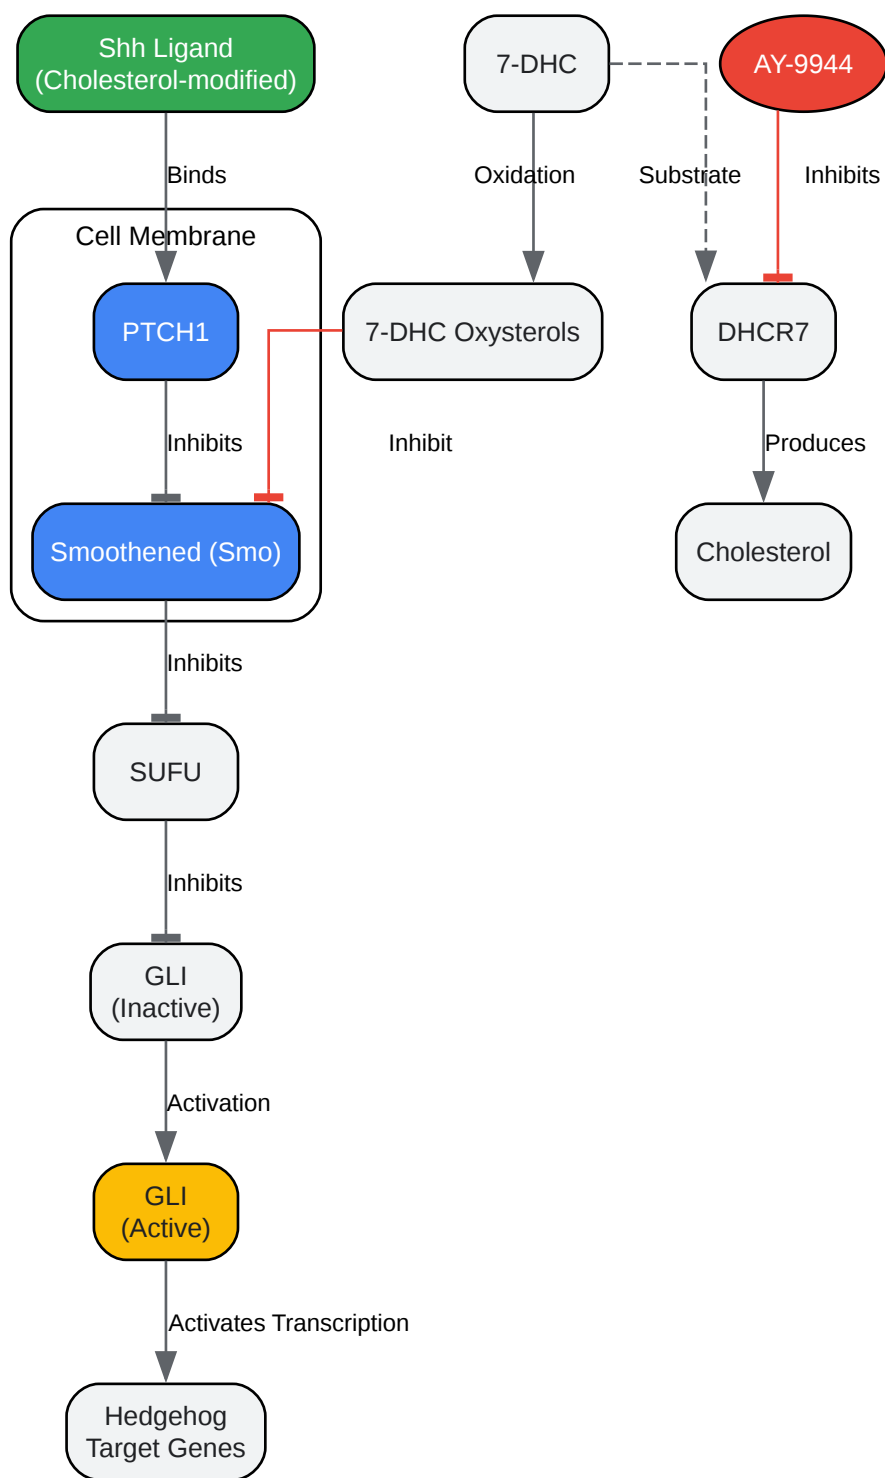 Shh Ligand
(Cholesterol-modified)
7-DHC
AY-9944
Binds
Oxidation
Substrate
Inhibits
Cell Membrane
PTCH1
7-DHC Oxysterols
DHCR7
Inhibits
Inhibit
Produces
Smoothened (Smo)
Cholesterol
Inhibits
SUFU
Inhibits
GLI
(Inactive)
Activation
GLI
(Active)
Activates Transcription
Hedgehog
Target Genes